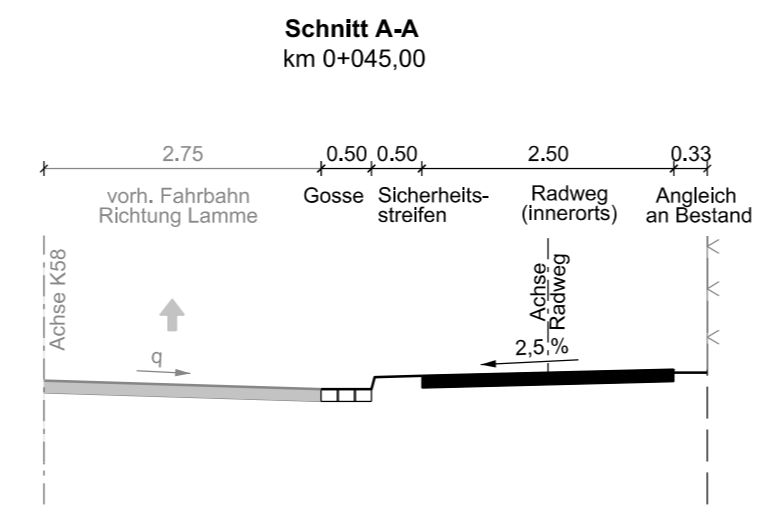 Schnitt A-A
km 0+045,00
2.75 0.50 0.50 2.50 0.33
vorh. Fahrbahn
Richtung Lamme
Gosse
Sicherheits-
streifen
Radweg
(innerorts)
Angleich
an Bestand
Achse K58
Achse
Radweg
q
2,5 %